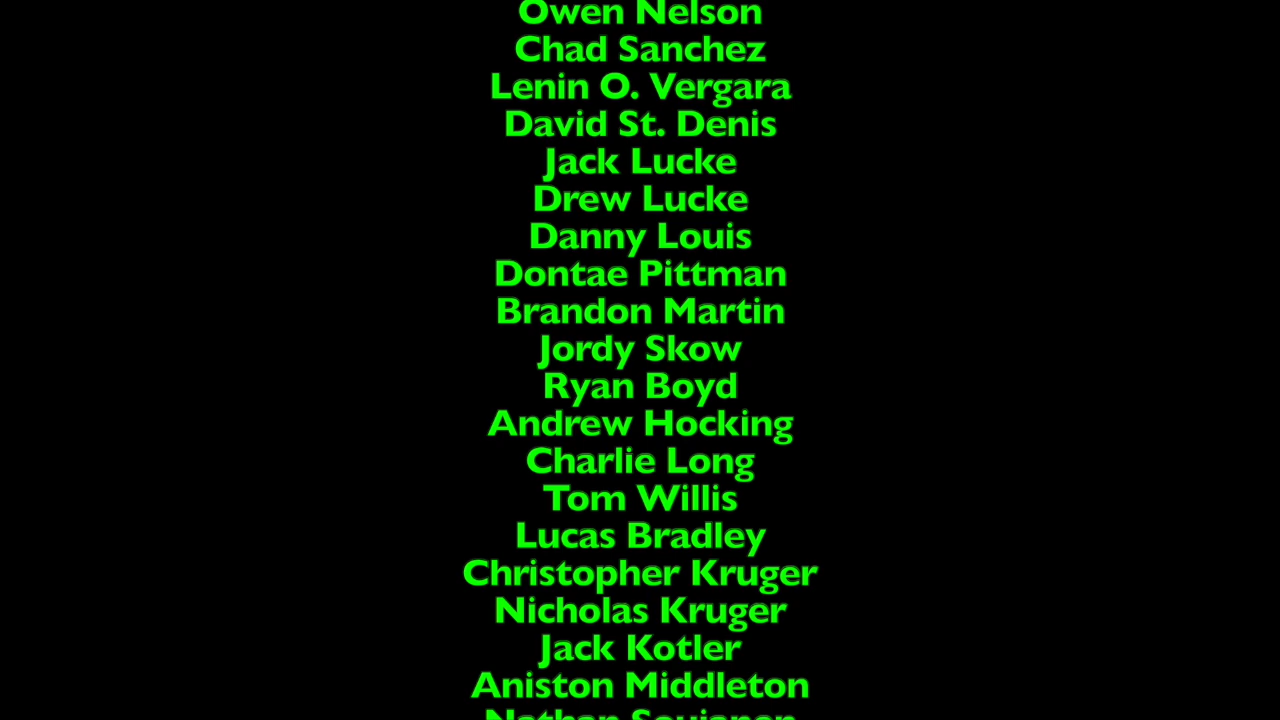 Owen Nelson
Chad Sanchez
Lenin O. Vergara
David St. Denis
Jack Lucke
Drew Lucke
Danny Louis
Dontae Pittman
Brandon Martin
Jordy Skow
Ryan Boyd
Andrew Hocking
Charlie Long
Tom Willis
Lucas Bradley
Christopher Kruger
Nicholas Kruger
Jack Kotler
Aniston Middleton
Nathan